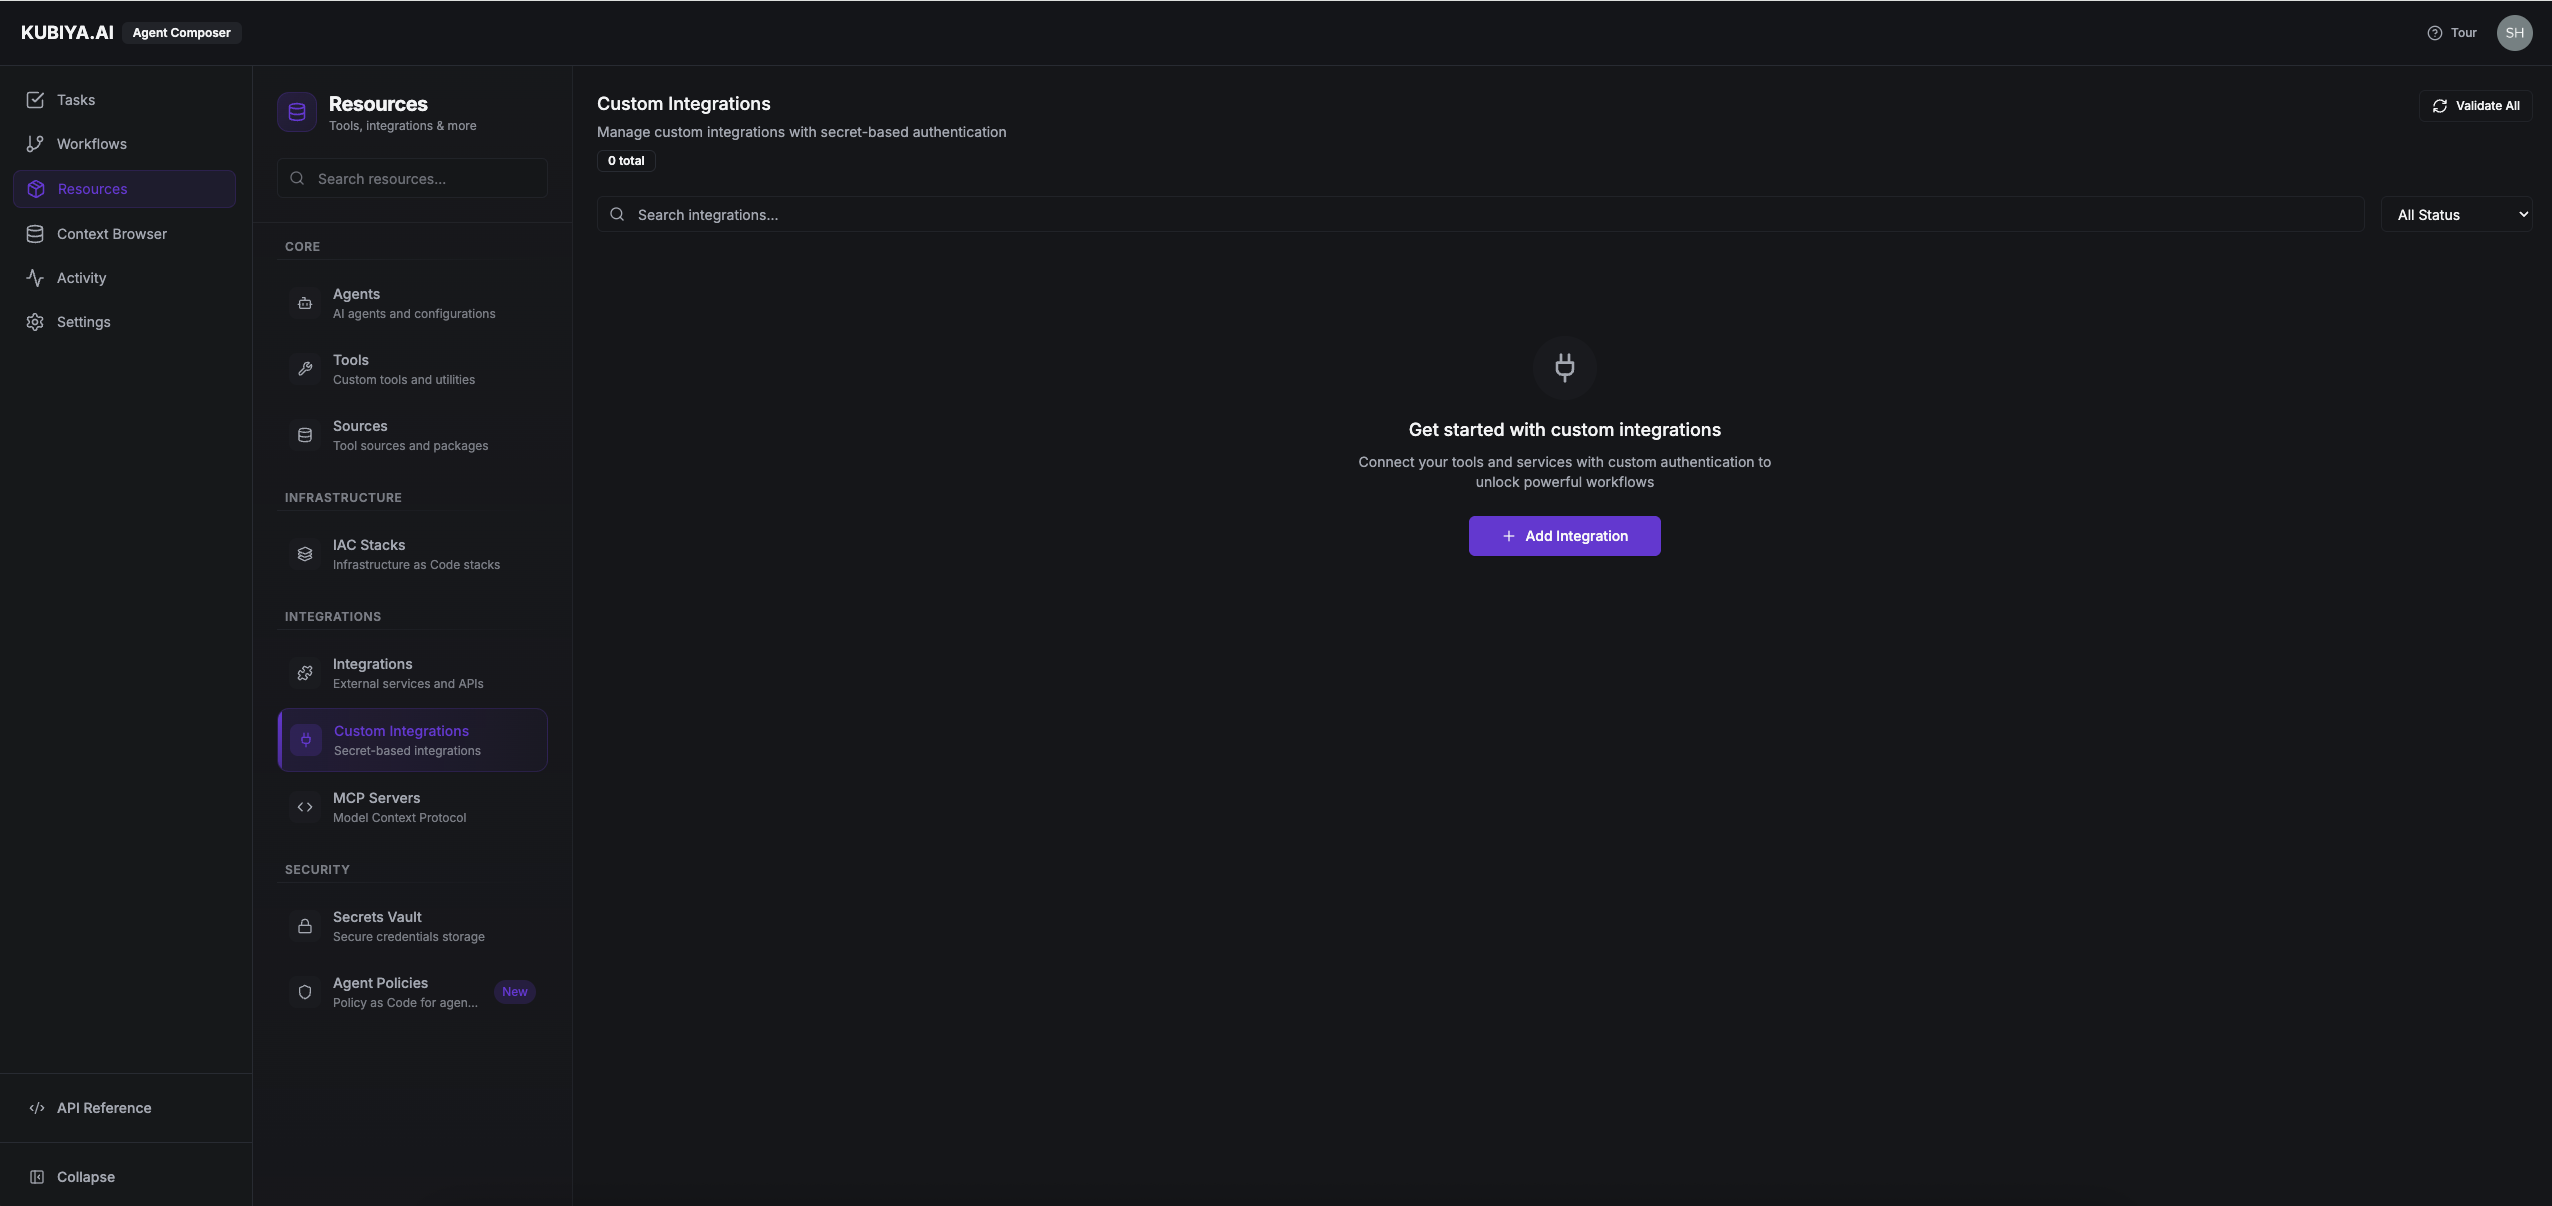 KUBIYA.AI
Agent Composer
Tour
SH
Tasks
Workflows
Resources
Context Browser
Activity
Settings
API Reference
Collapse
Resources
Tools, integrations & more
Search resources...
CORE
Agents
AI agents and configurations
Tools
Custom tools and utilities
Sources
Tool sources and packages
INFRASTRUCTURE
IAC Stacks
Infrastructure as Code stacks
INTEGRATIONS
Integrations
External services and APIs
Custom Integrations
Secret-based integrations
MCP Servers
Model Context Protocol
SECURITY
Secrets Vault
Secure credentials storage
Agent Policies
Policy as Code for agen...
New
Custom Integrations
Manage custom integrations with secret-based authentication
0 total
Validate All
Search integrations...
All Status
Get started with custom integrations
Connect your tools and services with custom authentication to
unlock powerful workflows
Add Integration